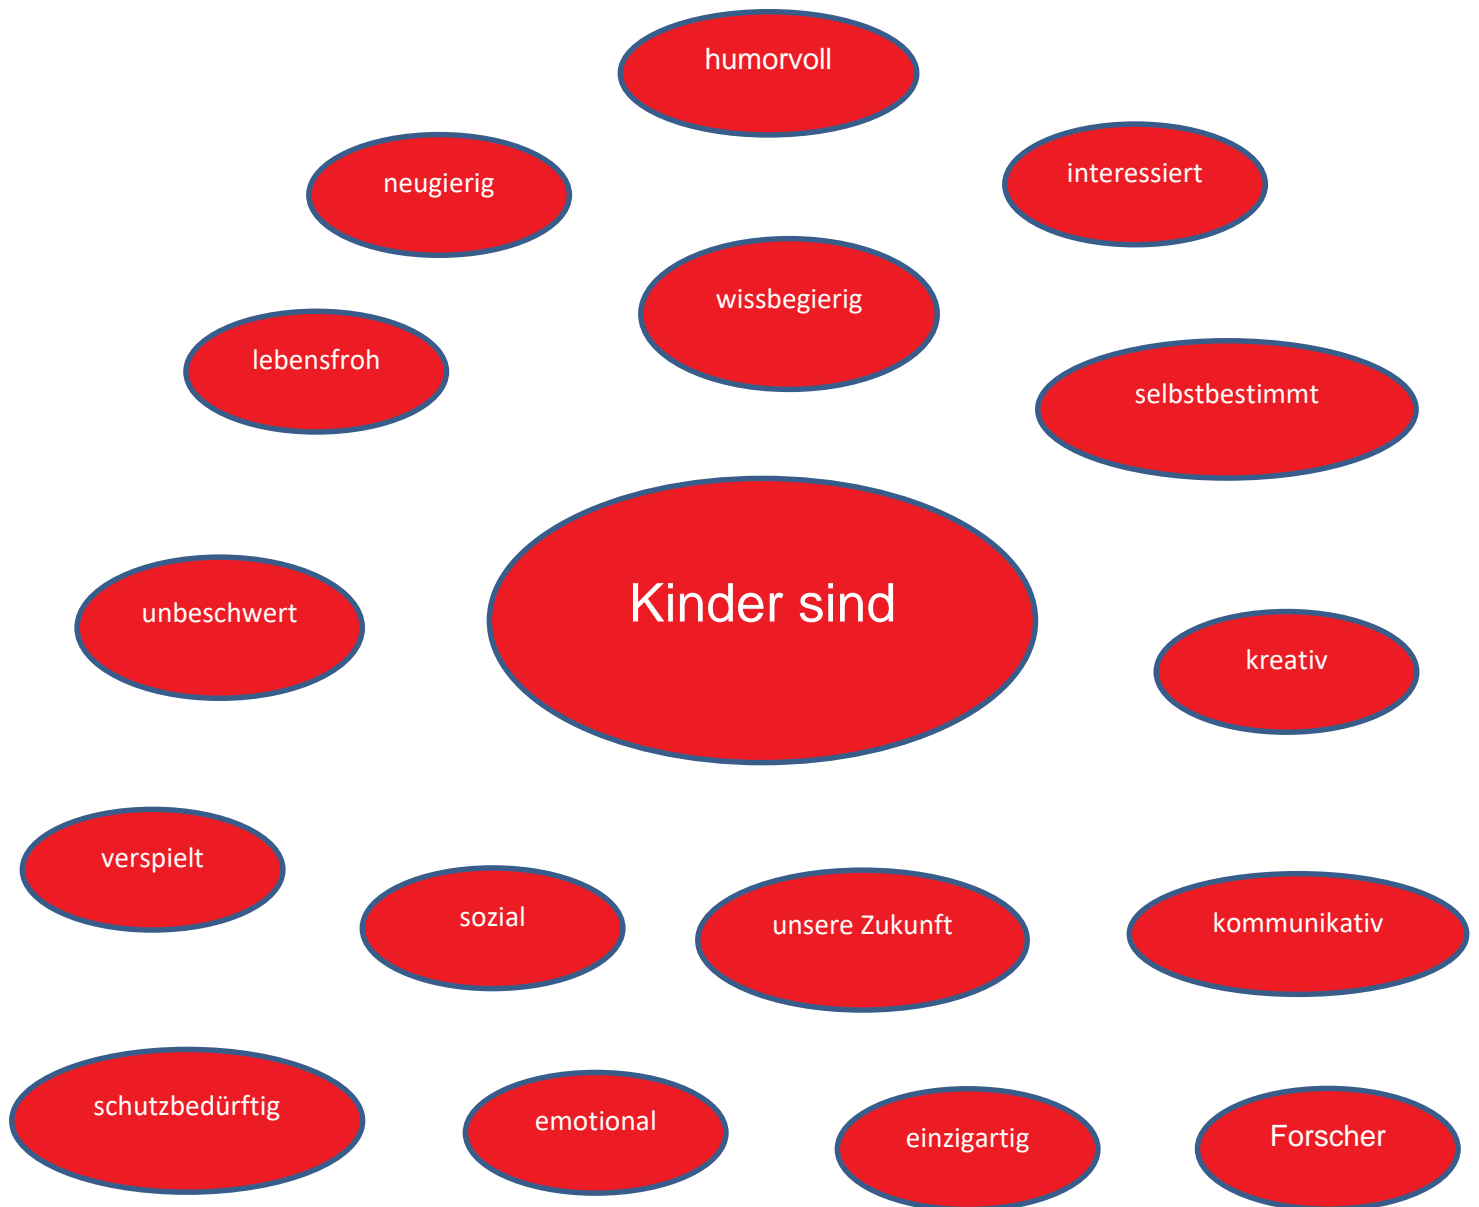 humorvoll
neugierig
interessiert
wissbegierig
lebensfroh
selbstbestimmt
Kinder sind
unbeschwert
kreativ
verspielt
sozial
unsere Zukunft
kommunikativ
schutzbedürftig
emotional
einzigartig
Forscher